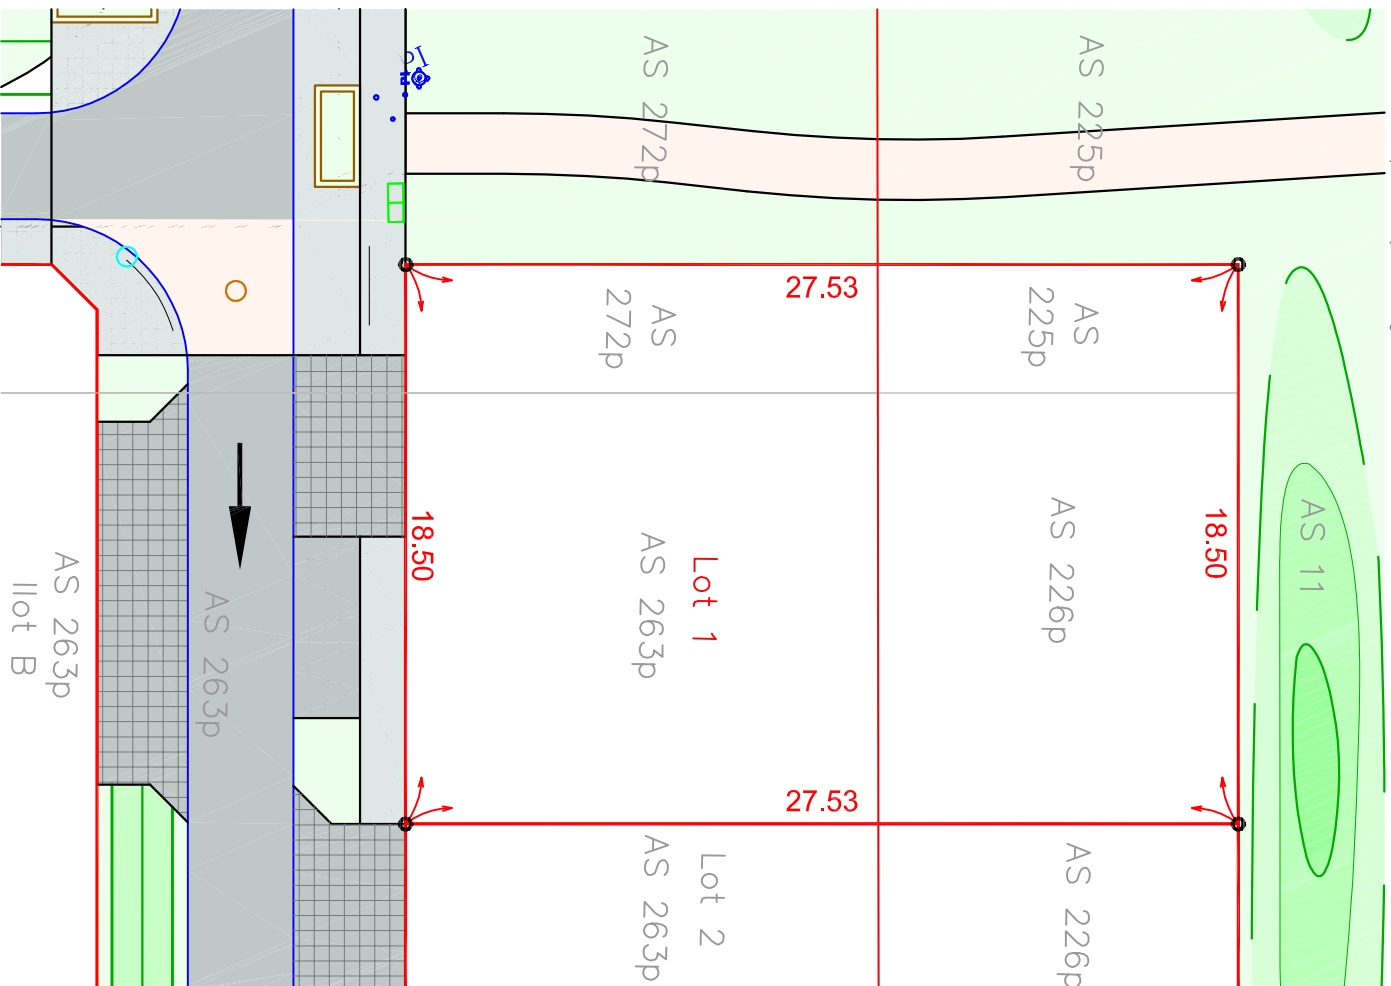 PI
AS 272p
AS 225p
27.53
AS
272p
AS
225p
18.50
18.50
Lot 1
AS 263p
AS 226p
AS 11
AS 263p
AS 263p
Ilot B
27.53
Lot 2
AS 263p
AS 226p